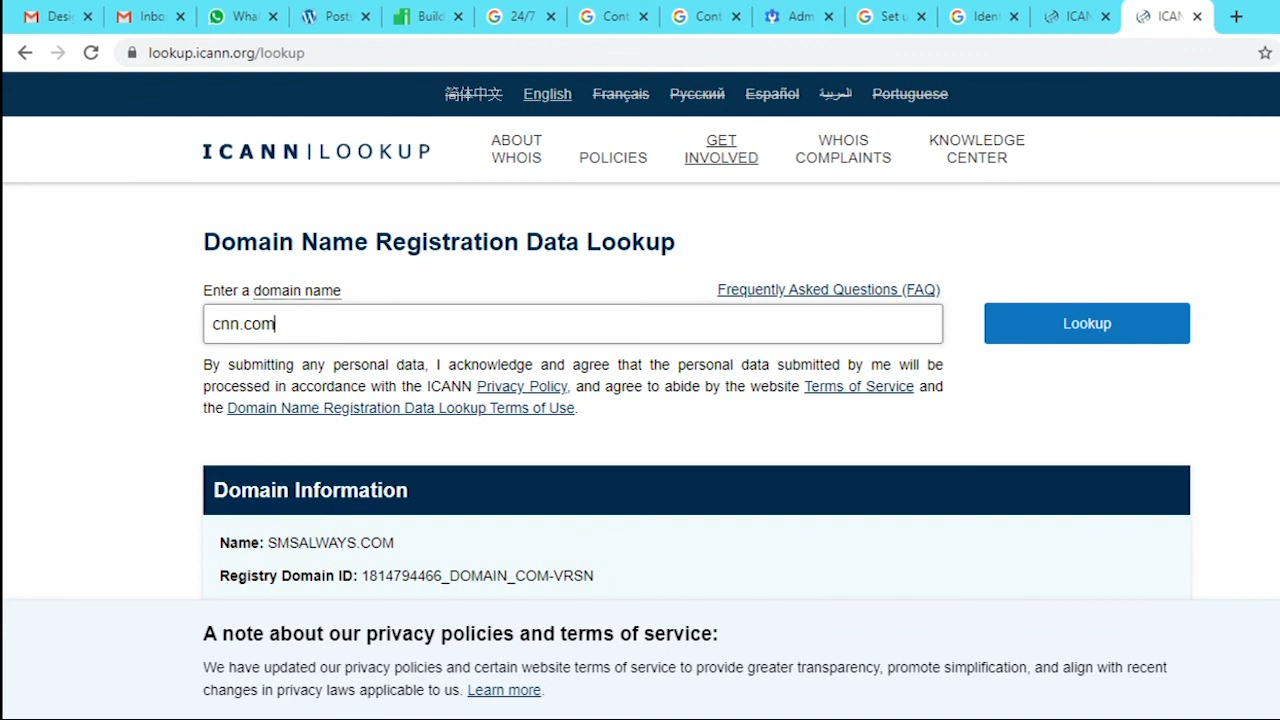 Desi
Inbo
What
Posts
Build
24/7
Cont
Cont
Adm
Set u
Ident
ICAN
ICAN
lookup.icann.org/lookup
简体中文 English Français Русский Español العربية Portuguese
ICANN|LOOKUP
ABOUT WHOIS
POLICIES
GET INVOLVED
WHOIS COMPLAINTS
KNOWLEDGE CENTER
Domain Name Registration Data Lookup
Enter a domain name Frequently Asked Questions (FAQ)
cnn.com Lookup
By submitting any personal data, I acknowledge and agree that the personal data submitted by me will be
processed in accordance with the ICANN Privacy Policy, and agree to abide by the website Terms of Service and
the Domain Name Registration Data Lookup Terms of Use.
Domain Information
Name: SMSALWAYS.COM
Registry Domain ID: 1814794466_DOMAIN_COM-VRSN
A note about our privacy policies and terms of service:
We have updated our privacy policies and certain website terms of service to provide greater transparency, promote simplification, and align with recent
changes in privacy laws applicable to us. Learn more.